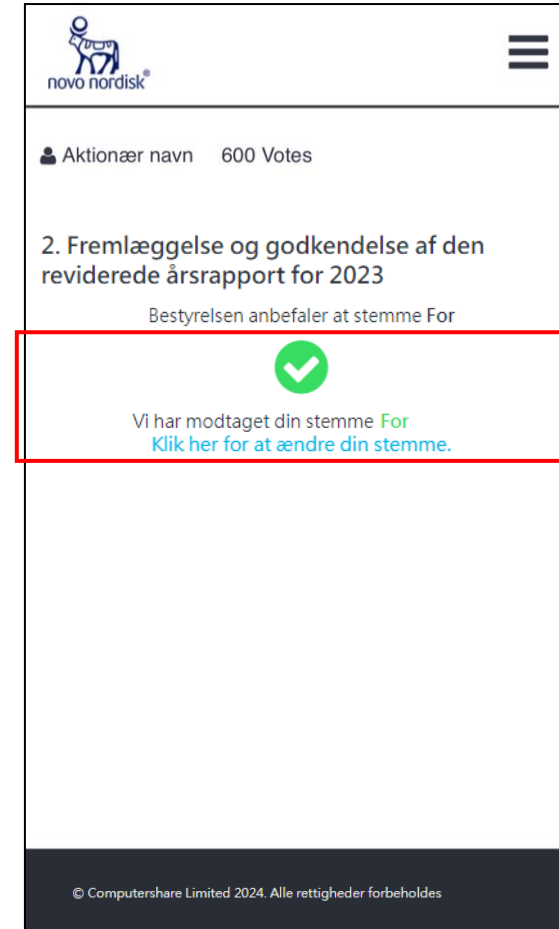 novo nordisk®
Aktionær navn 600 Votes
2. Fremlæggelse og godkendelse af den
reviderede årsrapport for 2023
Bestyrelsen anbefaler at stemme For
Vi har modtaget din stemme For
Klik her for at ændre din stemme.
© Computershare Limited 2024. Alle rettigheder forbeholdes